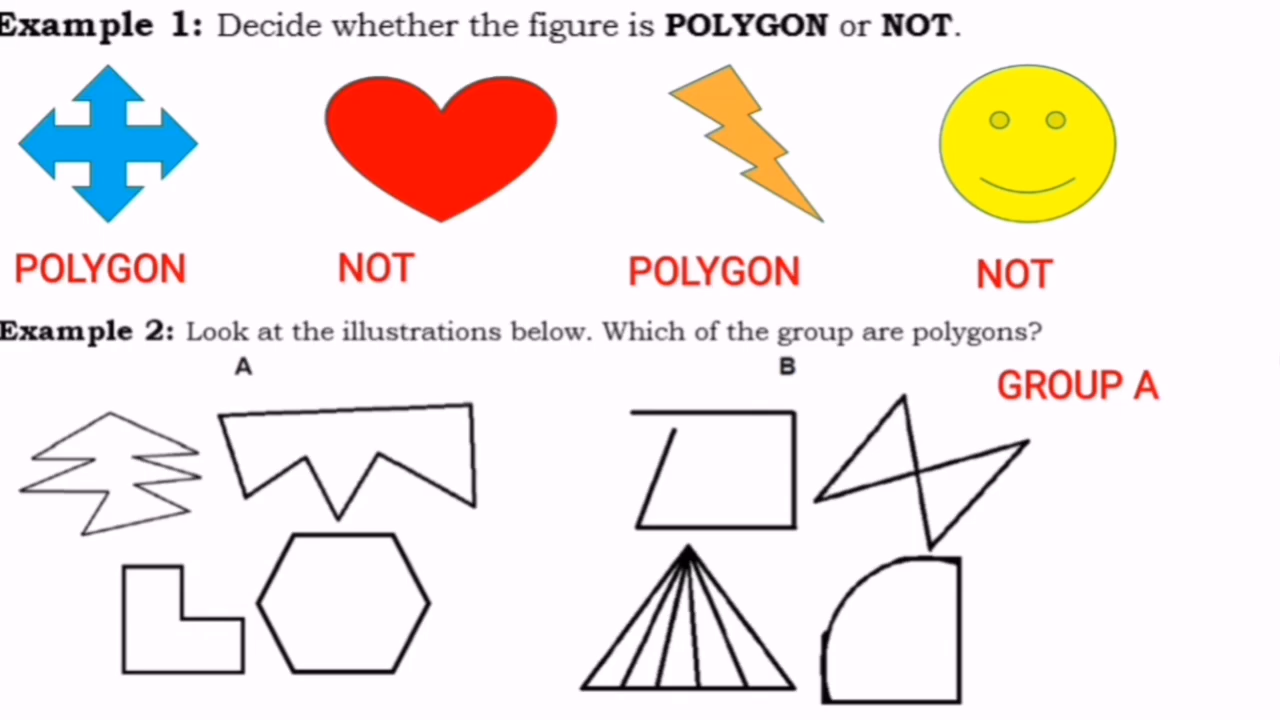 Example 1: Decide whether the figure is POLYGON or NOT.
POLYGON NOT POLYGON NOT
Example 2: Look at the illustrations below. Which of the group are polygons?
A B
GROUP A